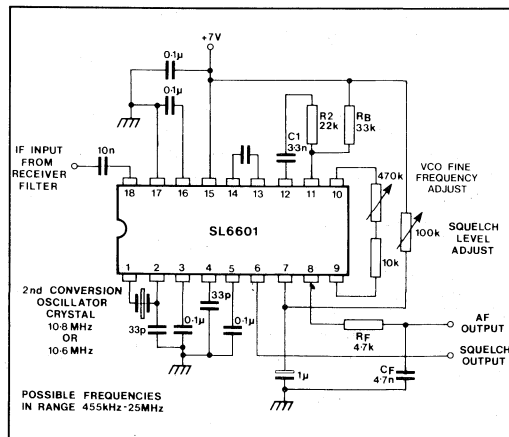 +7V
0·1µ
0·1µ
10n
IF INPUT
FROM
RECEIVER
FILTER
C1
3·3n
R2
22k
RB
33k
470k
VCO FINE
FREQUENCY
ADJUST
100k
SQUELCH
LEVEL
ADJUST
10k
18 17 16 15 14 13 12 11 10
SL6601
1 2 3 4 5 6 7 8 9
2nd CONVERSION
OSCILLATOR
CRYSTAL
10·8 MHz
OR
10·6 MHz
33p
0·1µ
33p
0·1µ
RF
4·7k
AF
OUTPUT
SQUELCH
OUTPUT
1µ
CF
4·7n
POSSIBLE FREQUENCIES
IN RANGE 455kHz-25MHz